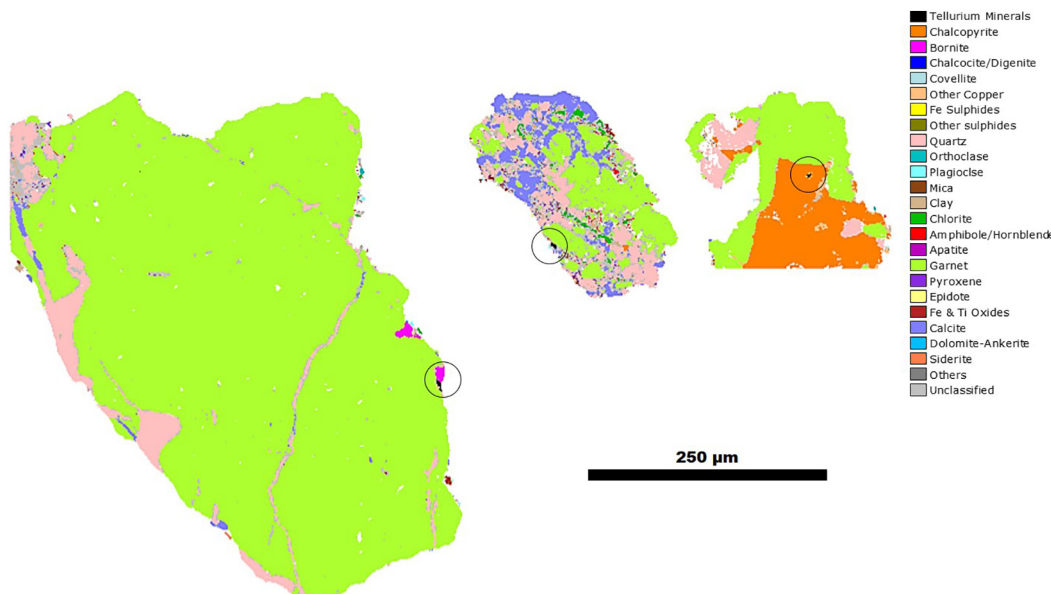 Tellurium Minerals
Chalcopyrite
Bornite
Chalcocite/Digenite
Covellite
Other Copper
Fe Sulphides
Other sulphides
Quartz
Orthoclase
Plagioclse
Mica
Clay
Chlorite
Amphibole/Hornblende
Apatite
Garnet
Pyroxene
Epidote
Fe & Ti Oxides
Calcite
Dolomite-Ankerite
Siderite
Others
Unclassified
250 µm